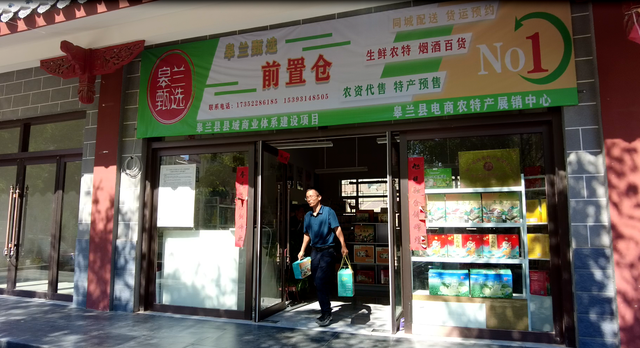 皋兰甄选
皋兰甄选
前置仓
联系电话：17352286185 15393148505
皋兰县县域商业体系建设项目
同城配送 货运预约
生鲜农特 烟酒百货
农资代售 特产预售
No1
皋兰县电商农特产展销中心